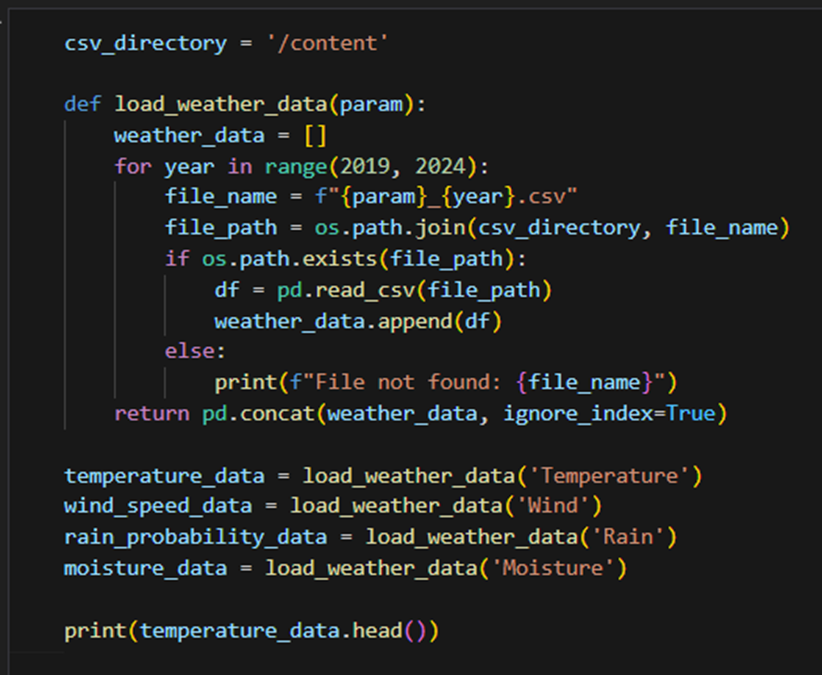 csv_directory = '/content'

def load_weather_data(param):
    weather_data = []
    for year in range(2019, 2024):
        file_name = f"{param}_{year}.csv"
        file_path = os.path.join(csv_directory, file_name)
        if os.path.exists(file_path):
            df = pd.read_csv(file_path)
            weather_data.append(df)
        else:
            print(f"File not found: {file_name}")
    return pd.concat(weather_data, ignore_index=True)

temperature_data = load_weather_data('Temperature')
wind_speed_data = load_weather_data('Wind')
rain_probability_data = load_weather_data('Rain')
moisture_data = load_weather_data('Moisture')

print(temperature_data.head())